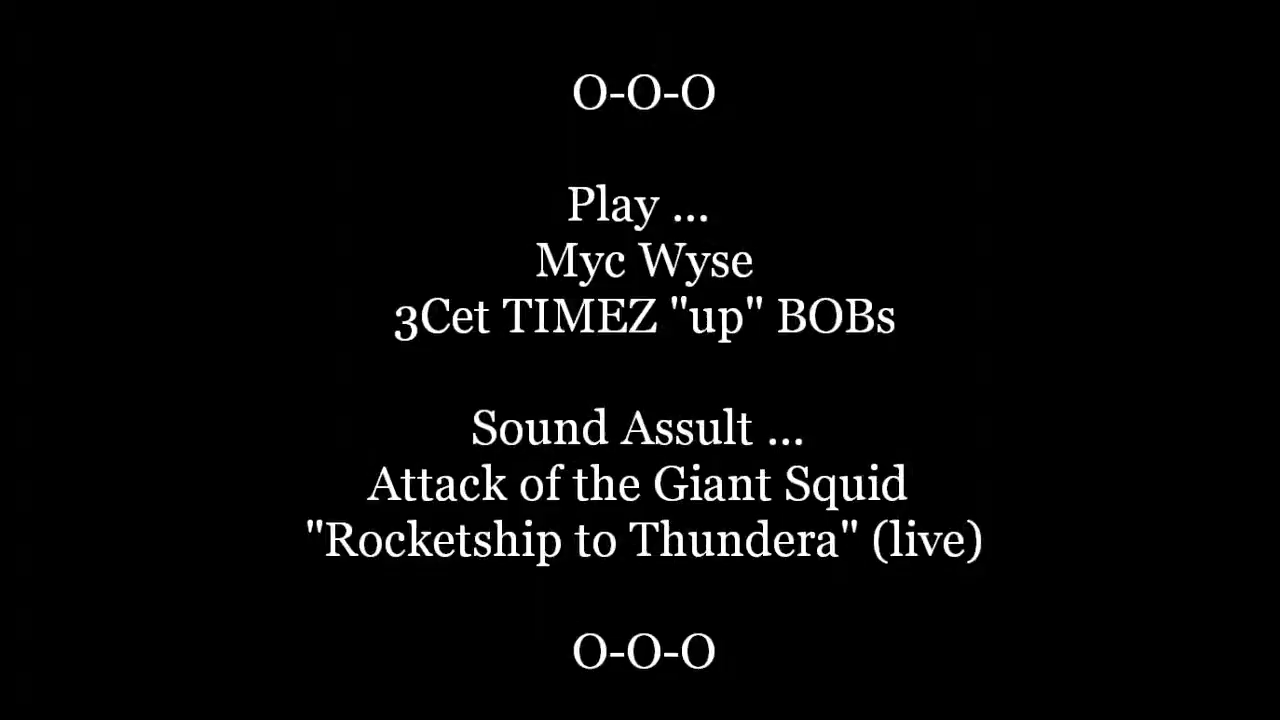 O-O-O
Play ...
Myc Wyse
3Cet TIMEZ "up" BOBs
Sound Assult ...
Attack of the Giant Squid
"Rocketship to Thundera" (live)
O-O-O